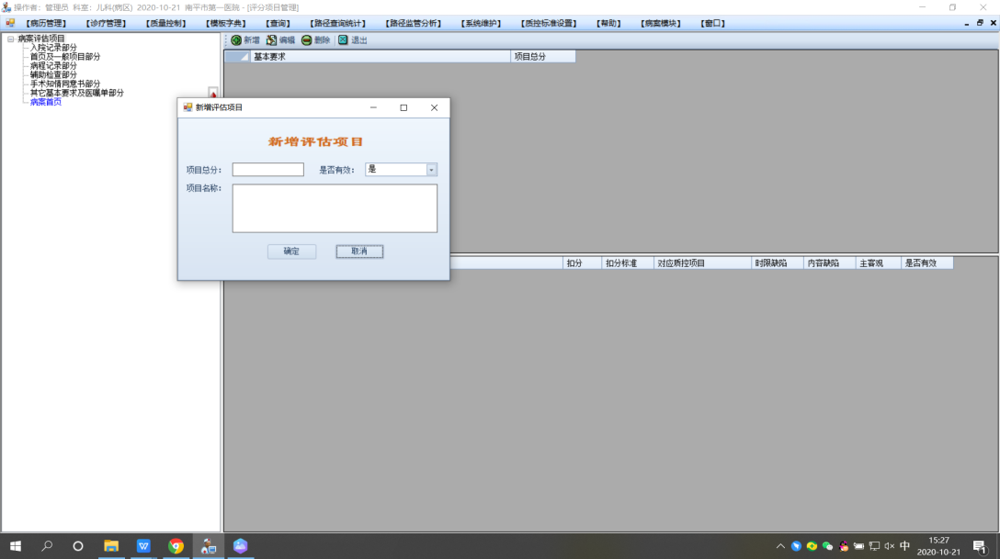 操作者：管理员 科室：儿科(病区) 2020-10-21 南平市第一医院 - [评分项目管理]
【病历管理】 【诊疗管理】 【质量控制】 【模板字典】 【查询】 【路径查询统计】 【路径监管分析】 【系统维护】 【质控标准设置】 【帮助】 【病案模块】 【窗口】
病案评估项目
入院记录部分
首页及一般项目部分
病程记录部分
辅助检查部分
手术知情同意书部分
其它基本要求及医嘱单部分
病案首页
新增 编辑 删除 退出
基本要求 项目总分
新增评估项目
新增评估项目
项目总分： 是否有效： 是
项目名称：
确定 取消
扣分 扣分标准 对应质控项目 时限缺陷 内容缺陷 主客观 是否有效
中
15:27
2020-10-21
1